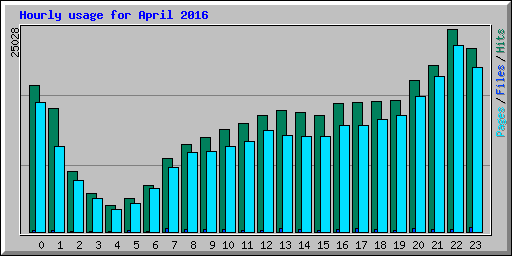 Hourly usage for April 2016
25028
Pages / Files / Hits
0 1 2 3 4 5 6 7 8 9 10 11 12 13 14 15 16 17 18 19 20 21 22 23